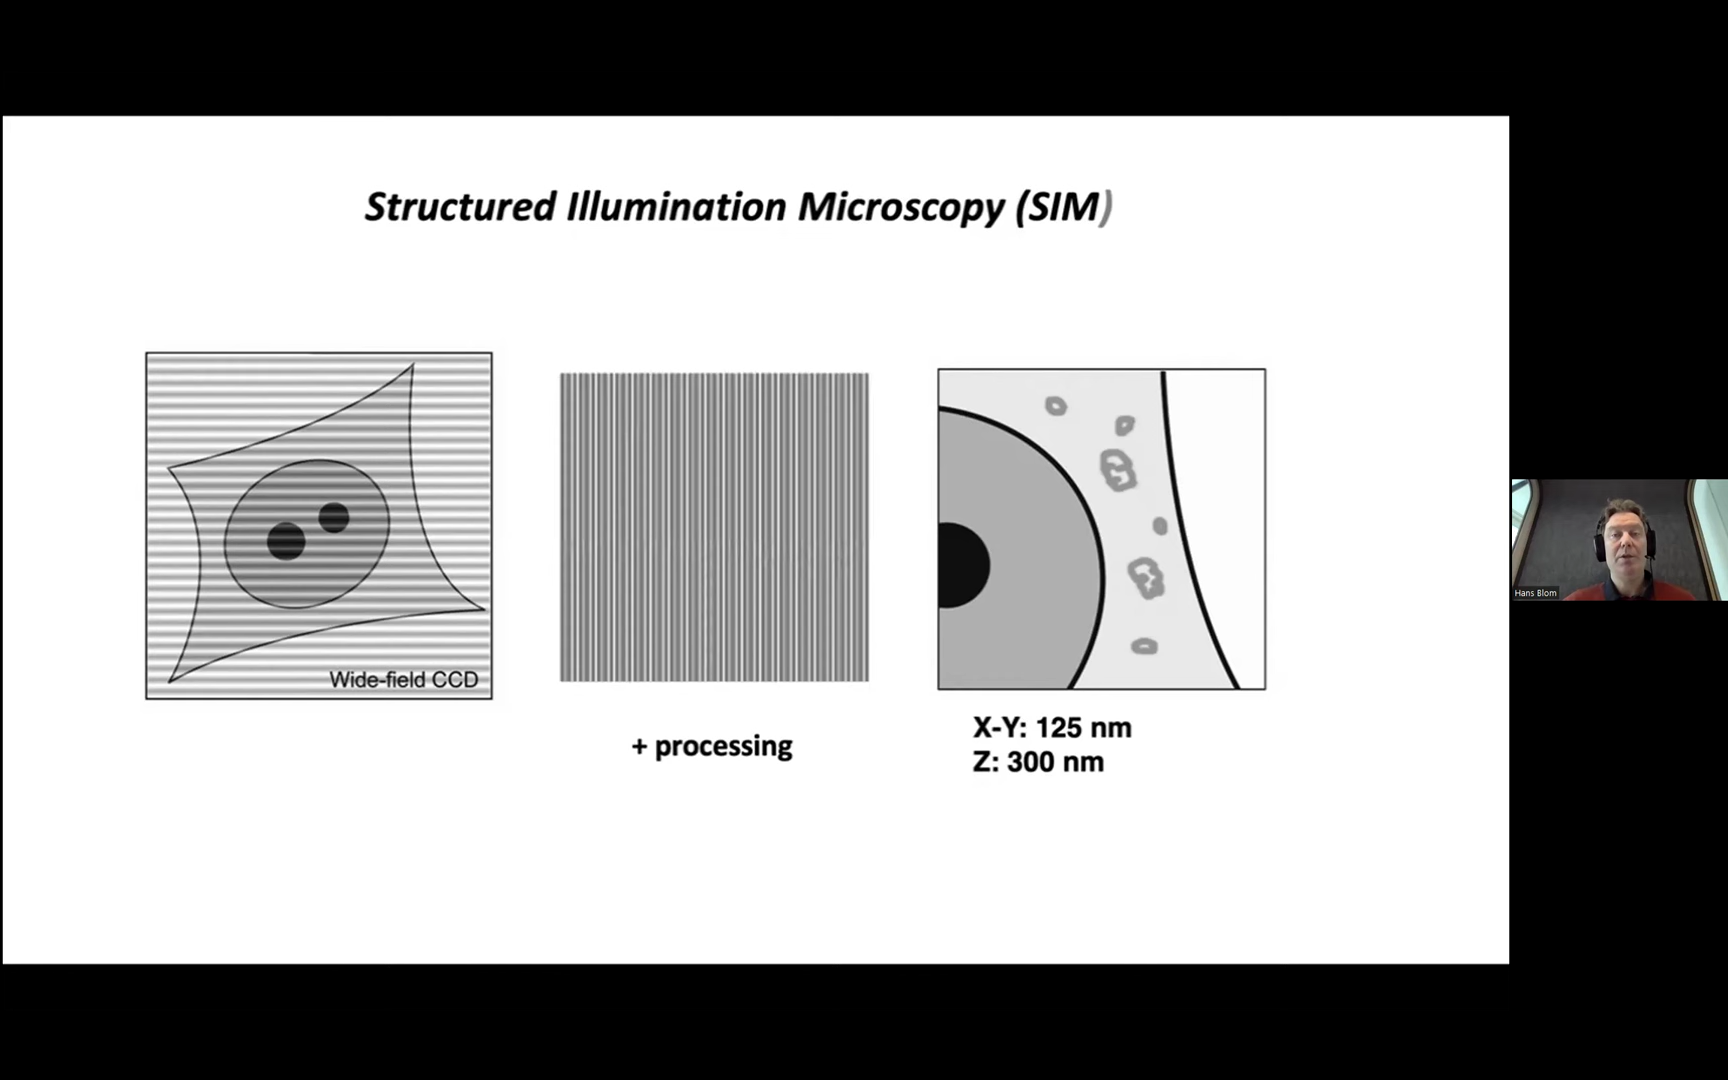 Structured Illumination Microscopy (SIM)
Wide-field CCD
+ processing
X-Y: 125 nm
Z: 300 nm
Hans Blom